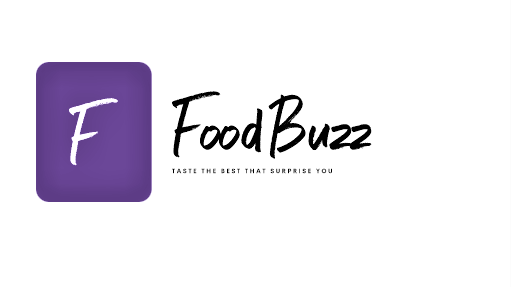 F
FoodBuzz
TASTE THE BEST THAT SURPRISE YOU